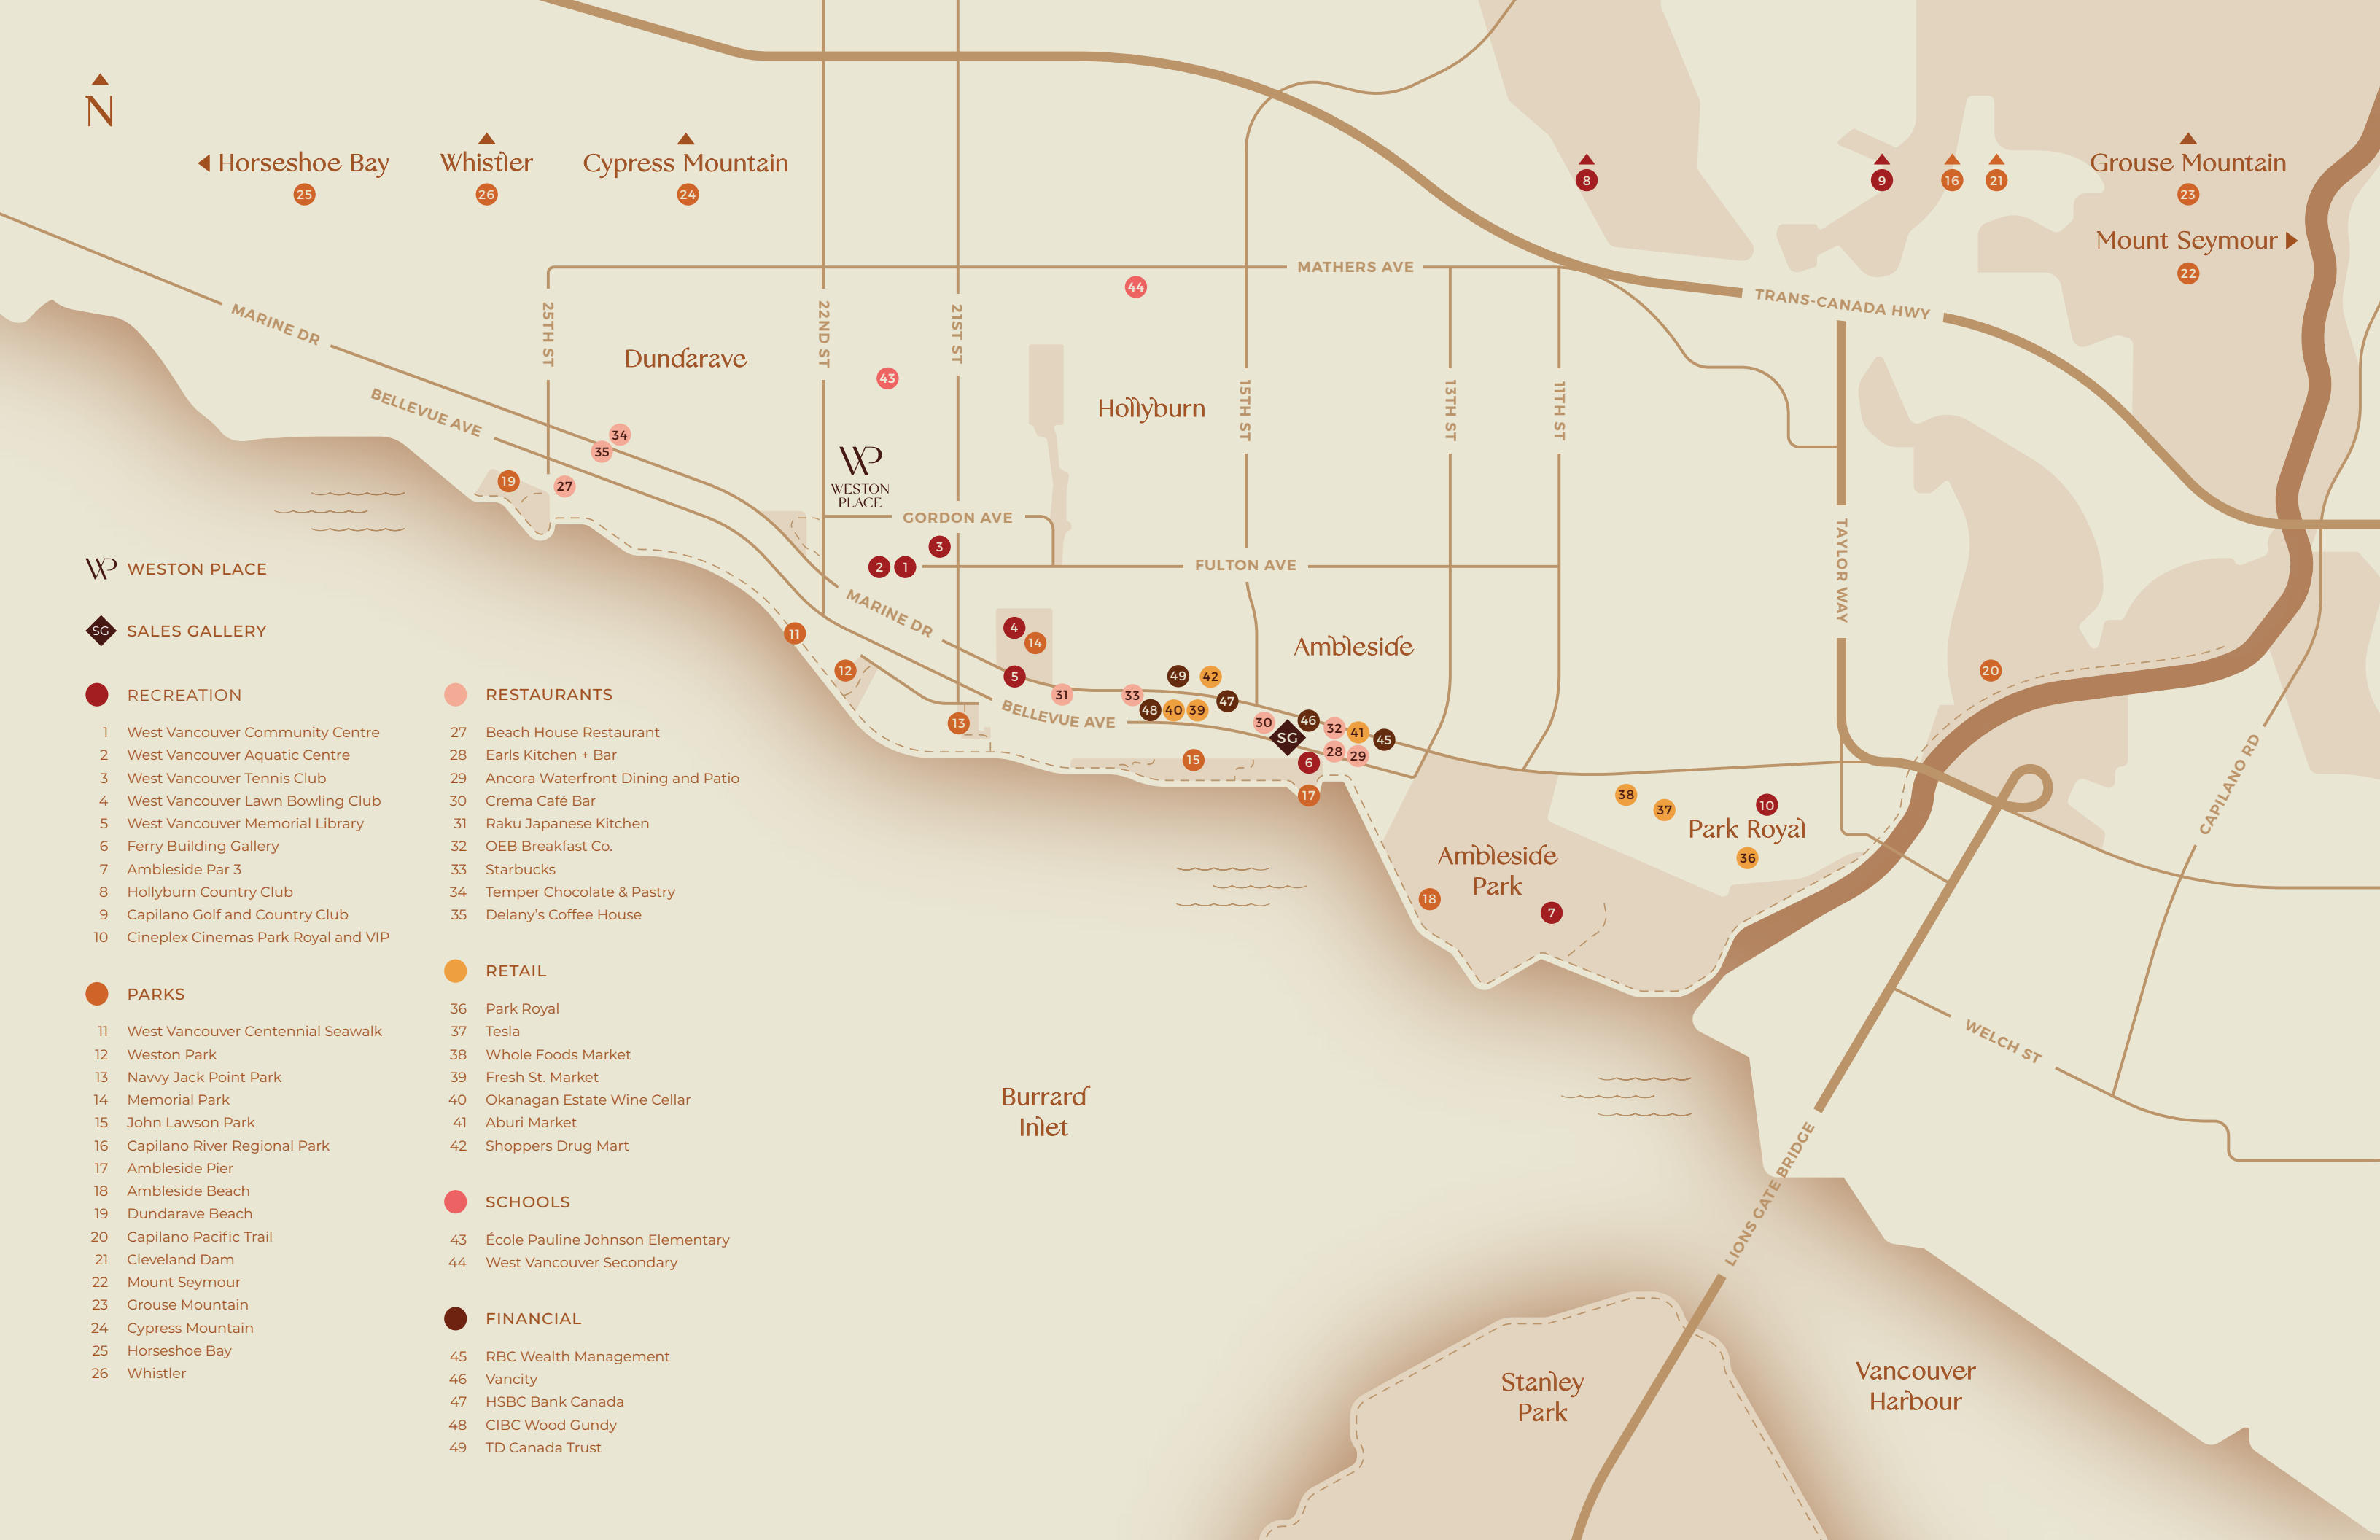 N
Horseshoe Bay
25
Whistler
26
Cypress Mountain
24
8
9
16
21
Grouse Mountain
23
Mount Seymour
22
MATHERS AVE
44
TRANS-CANADA HWY
MARINE DR
25TH ST
22ND ST
21ST ST
Dundarave
43
BELLEVUE AVE
Hollyburn
15TH ST
13TH ST
11TH ST
34
35
19
27
WP
WESTON
PLACE
GORDON AVE
3
2
1
FULTON AVE
TAYLOR WAY
MARINE DR
11
12
4
14
5
Ambleside
20
31
33
49
42
48
40
39
47
BELLEVUE AVE
13
30
46
32
41
45
SG
28
29
6
15
17
38
37
10
Park Royal
36
CAPILANO RD
Ambleside
Park
18
7
WELCH ST
Burrard
Inlet
LIONS GATE BRIDGE
Stanley
Park
Vancouver
Harbour
WP WESTON PLACE
SG SALES GALLERY
RECREATION
1 West Vancouver Community Centre
2 West Vancouver Aquatic Centre
3 West Vancouver Tennis Club
4 West Vancouver Lawn Bowling Club
5 West Vancouver Memorial Library
6 Ferry Building Gallery
7 Ambleside Par 3
8 Hollyburn Country Club
9 Capilano Golf and Country Club
10 Cineplex Cinemas Park Royal and VIP
PARKS
11 West Vancouver Centennial Seawalk
12 Weston Park
13 Navvy Jack Point Park
14 Memorial Park
15 John Lawson Park
16 Capilano River Regional Park
17 Ambleside Pier
18 Ambleside Beach
19 Dundarave Beach
20 Capilano Pacific Trail
21 Cleveland Dam
22 Mount Seymour
23 Grouse Mountain
24 Cypress Mountain
25 Horseshoe Bay
26 Whistler
RESTAURANTS
27 Beach House Restaurant
28 Earls Kitchen + Bar
29 Ancora Waterfront Dining and Patio
30 Crema Café Bar
31 Raku Japanese Kitchen
32 OEB Breakfast Co.
33 Starbucks
34 Temper Chocolate & Pastry
35 Delany's Coffee House
RETAIL
36 Park Royal
37 Tesla
38 Whole Foods Market
39 Fresh St. Market
40 Okanagan Estate Wine Cellar
41 Aburi Market
42 Shoppers Drug Mart
SCHOOLS
43 École Pauline Johnson Elementary
44 West Vancouver Secondary
FINANCIAL
45 RBC Wealth Management
46 Vancity
47 HSBC Bank Canada
48 CIBC Wood Gundy
49 TD Canada Trust